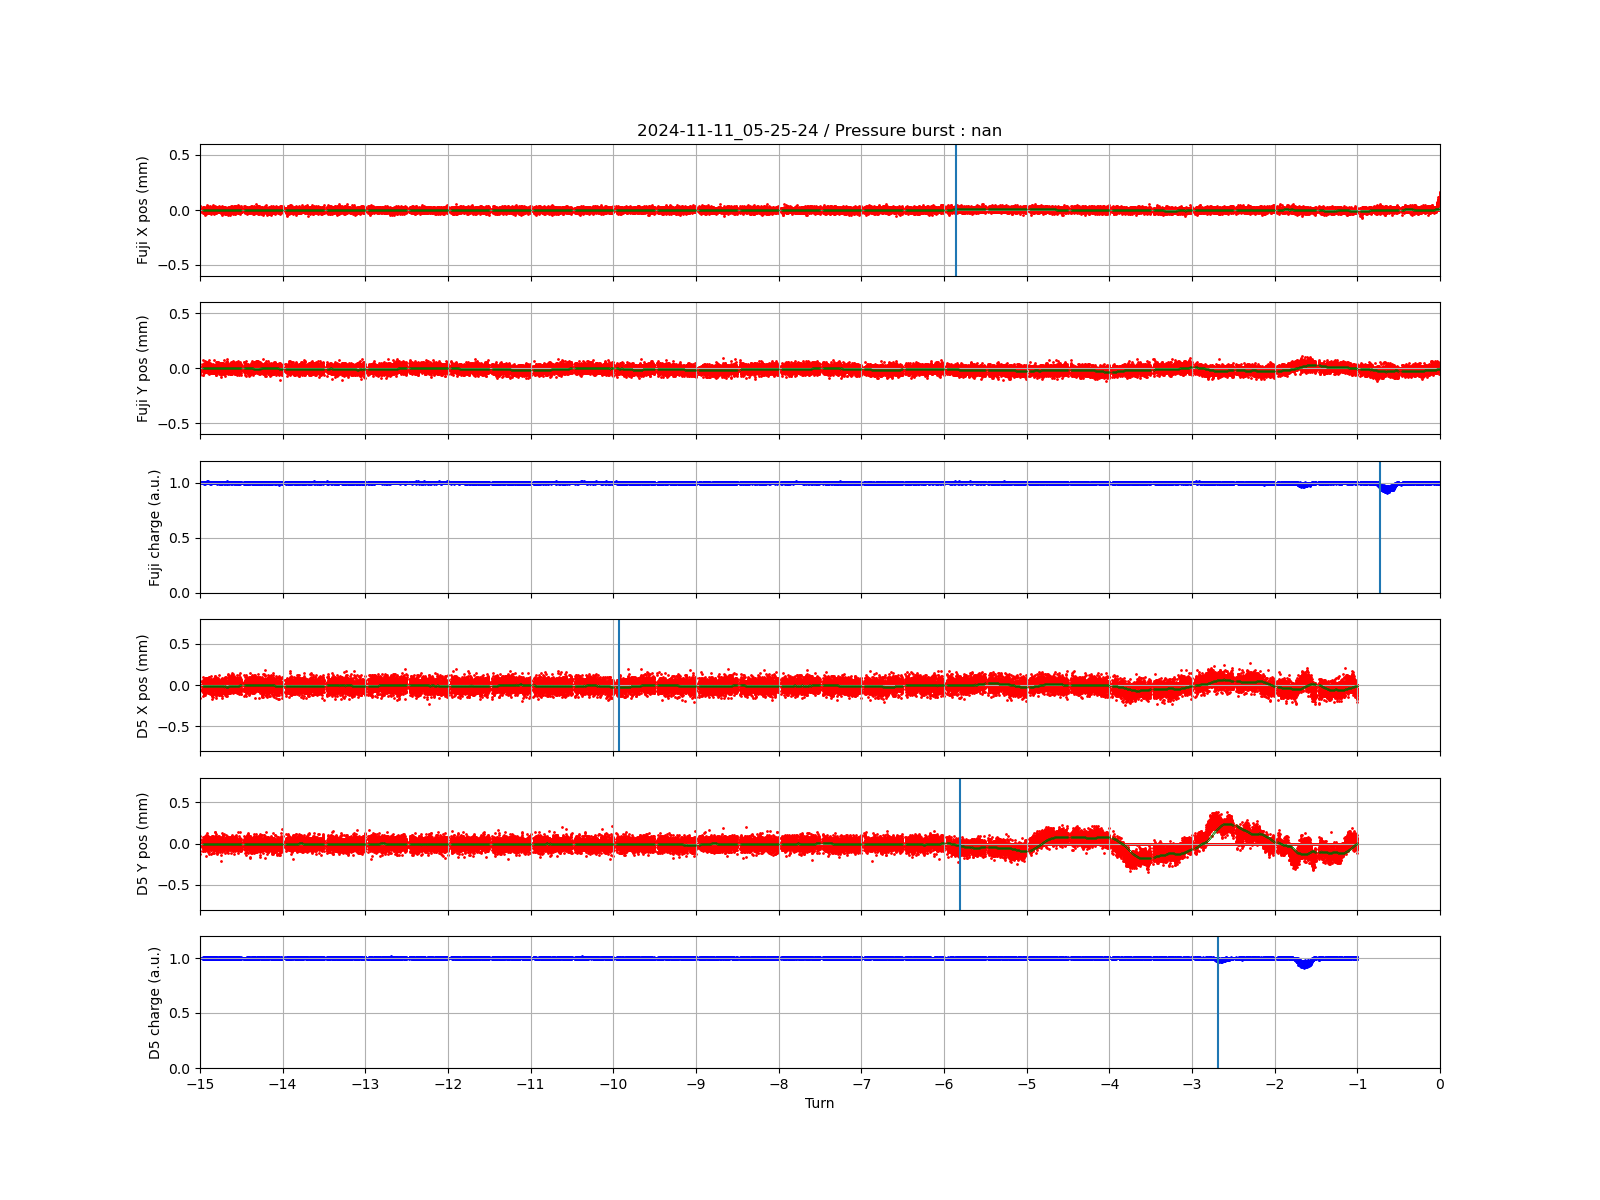 2024-11-11_05-25-24 / Pressure burst : nan
Fuji X pos (mm)
0.5
0.0
−0.5
Fuji Y pos (mm)
0.5
0.0
−0.5
Fuji charge (a.u.)
1.0
0.5
0.0
D5 X pos (mm)
0.5
0.0
−0.5
D5 Y pos (mm)
0.5
0.0
−0.5
D5 charge (a.u.)
1.0
0.5
0.0
−15 −14 −13 −12 −11 −10 −9 −8 −7 −6 −5 −4 −3 −2 −1 0
Turn